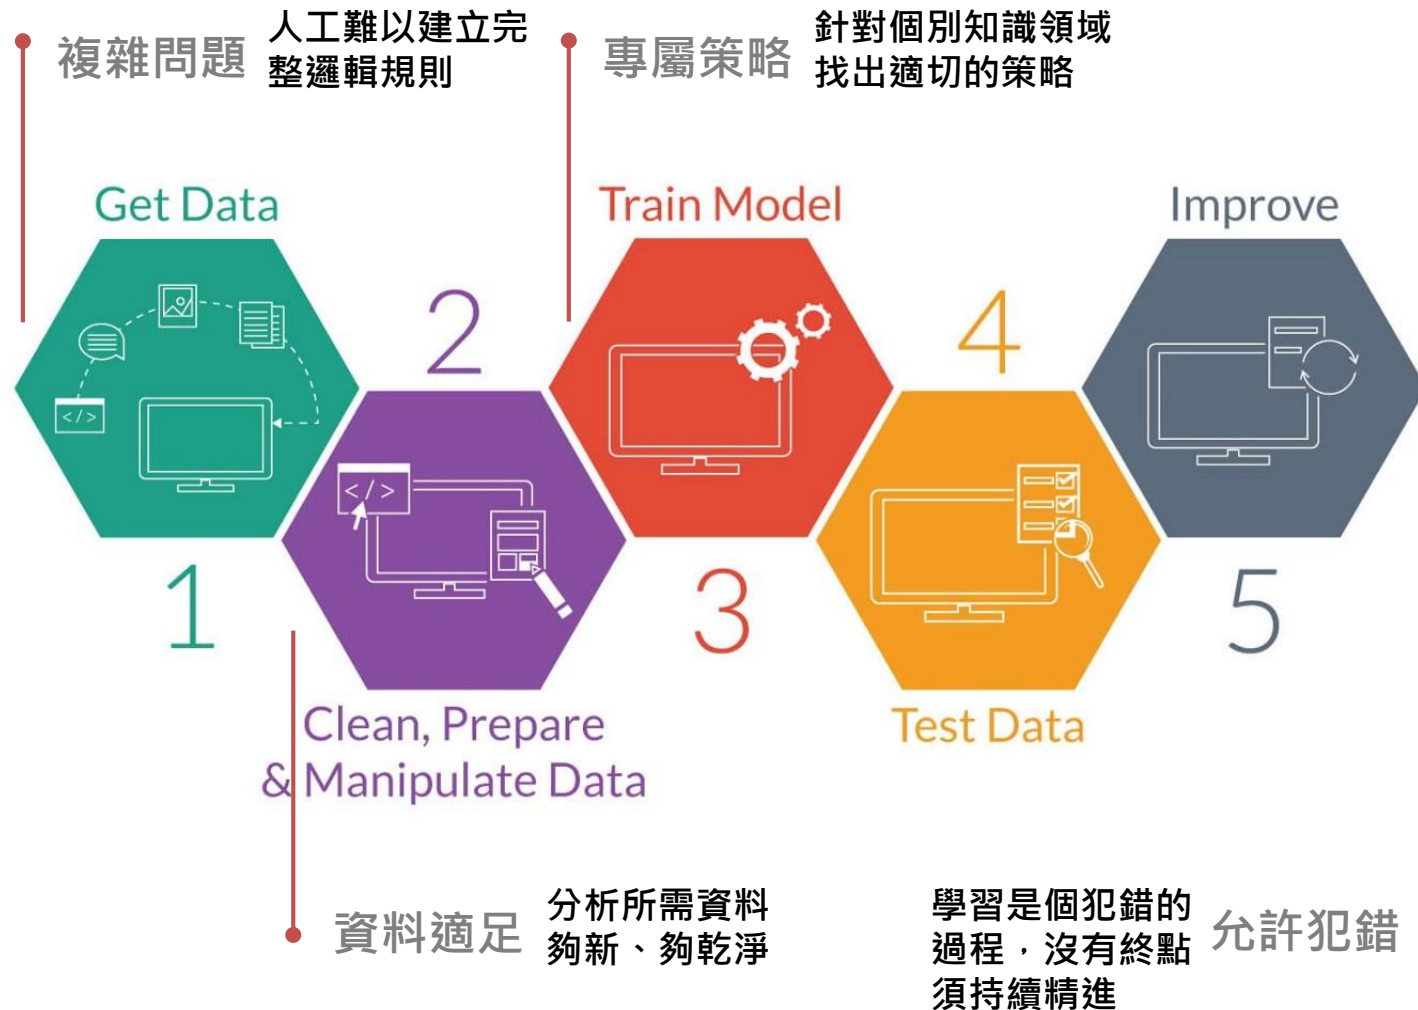 複雜問題
人工難以建立完
整邏輯規則
專屬策略
針對個別知識領域
找出適切的策略
Get Data
Train Model
Improve
2
4
</>
</>
1
3
5
Clean, Prepare
& Manipulate Data
Test Data
資料適足
分析所需資料
夠新、夠乾淨
學習是個犯錯的
過程，沒有終點
須持續精進
允許犯錯